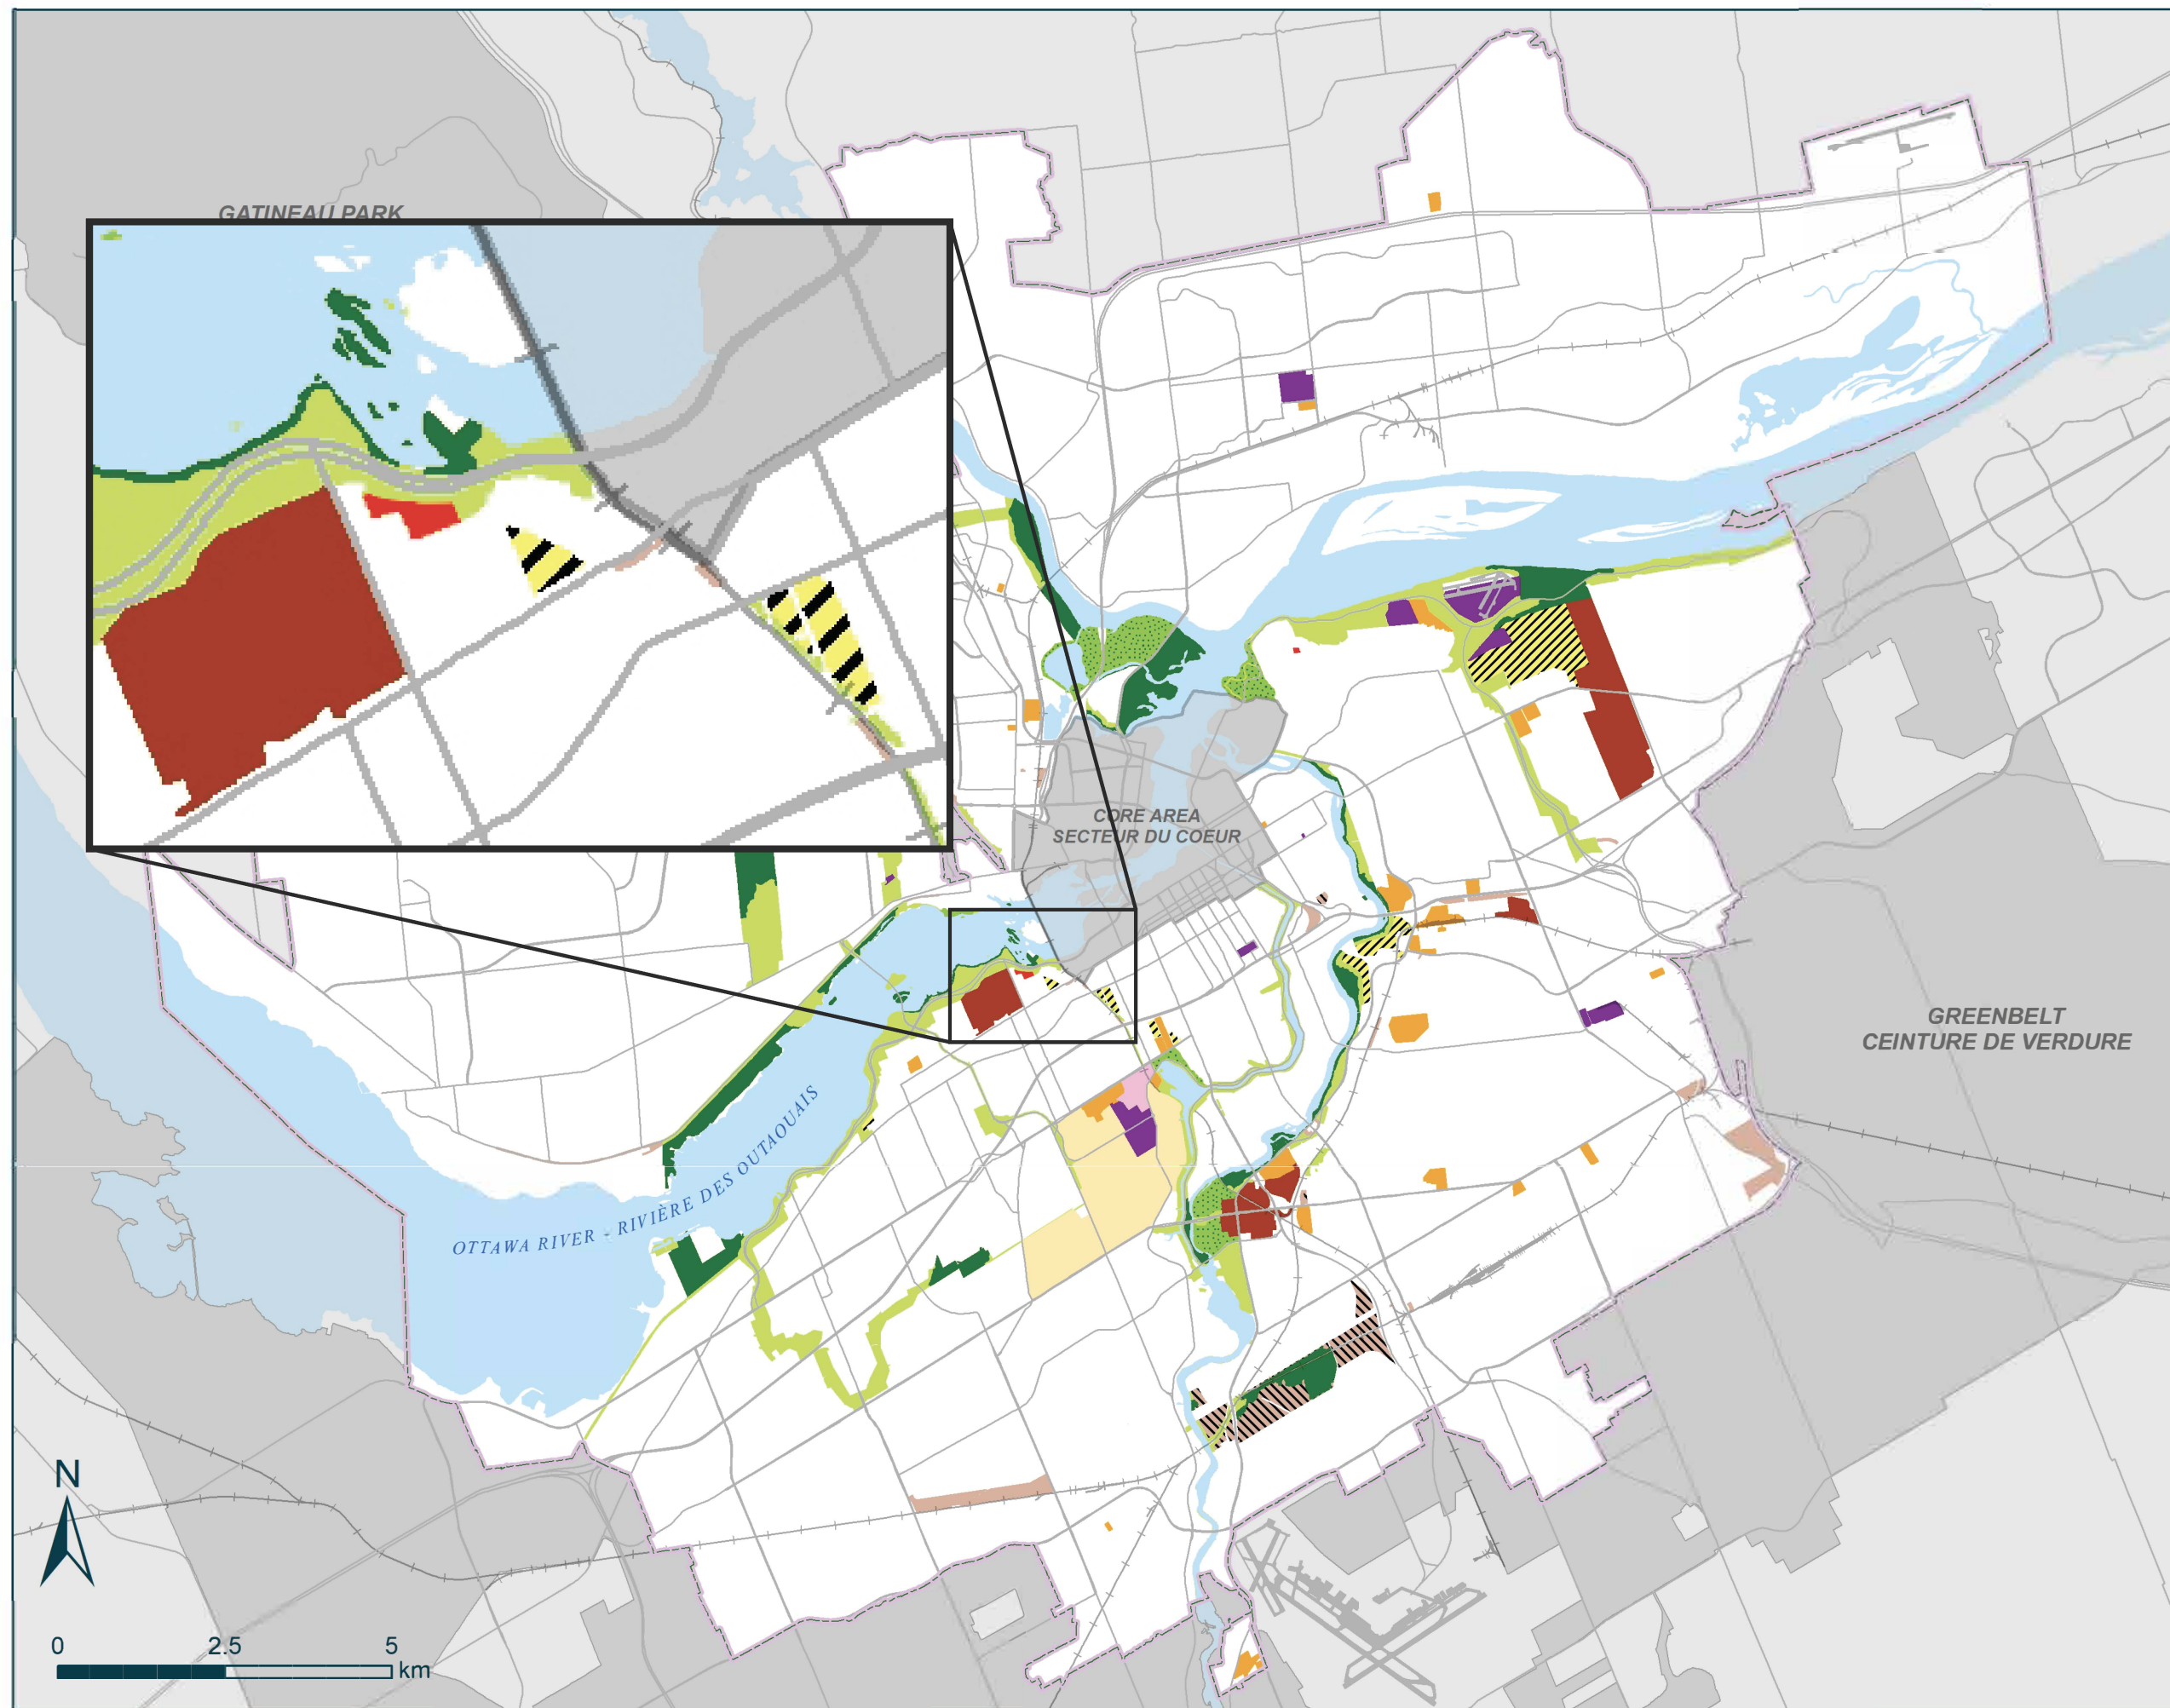 GATINEAU PARK
CORE AREA
SECTEUR DU COEUR
GREENBELT
CEINTURE DE VERDURE
OTTAWA RIVER - RIVIÈRE DES OUTAOUAIS
N
0 2.5 5
km